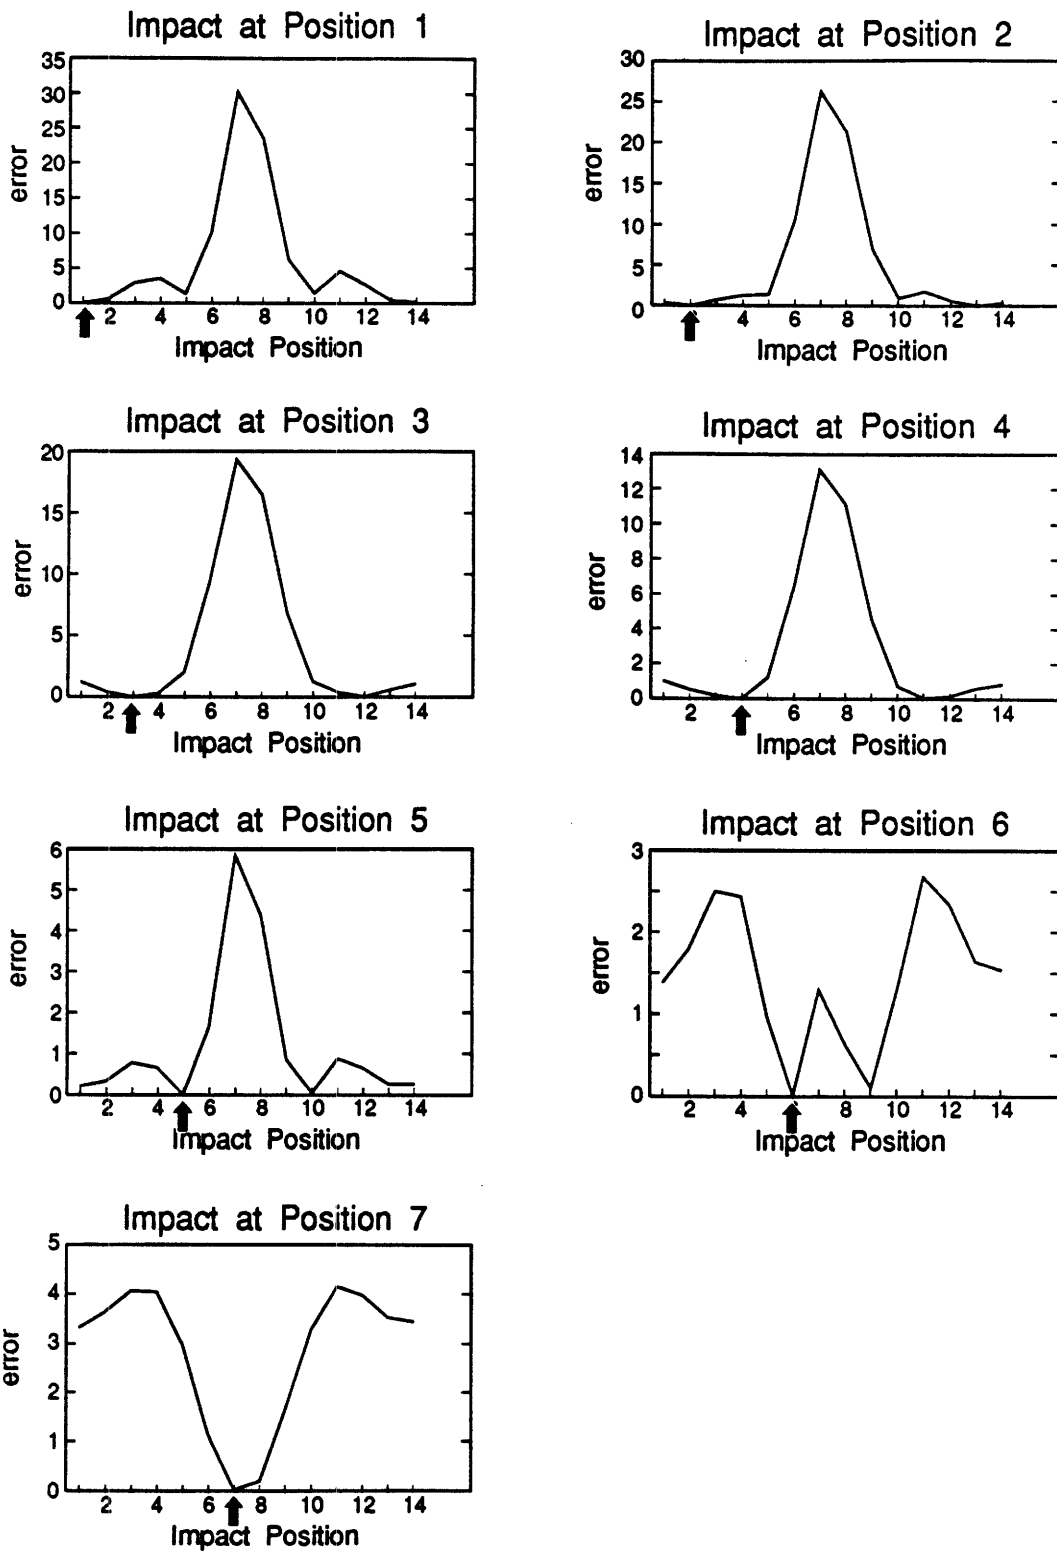 Impact at Position 1
35
30
25
20
15
10
5
0
error
2 4 6 8 10 12 14
Impact Position
Impact at Position 2
30
25
20
15
10
5
0
error
2 4 6 8 10 12 14
Impact Position
Impact at Position 3
20
15
10
5
0
error
2 4 6 8 10 12 14
Impact Position
Impact at Position 4
14
12
10
8
6
4
2
0
error
2 4 6 8 10 12 14
Impact Position
Impact at Position 5
6
5
4
3
2
1
0
error
2 4 6 8 10 12 14
Impact Position
Impact at Position 6
3
2
1
0
error
2 4 6 8 10 12 14
Impact Position
Impact at Position 7
5
4
3
2
1
0
error
2 4 6 8 10 12 14
Impact Position